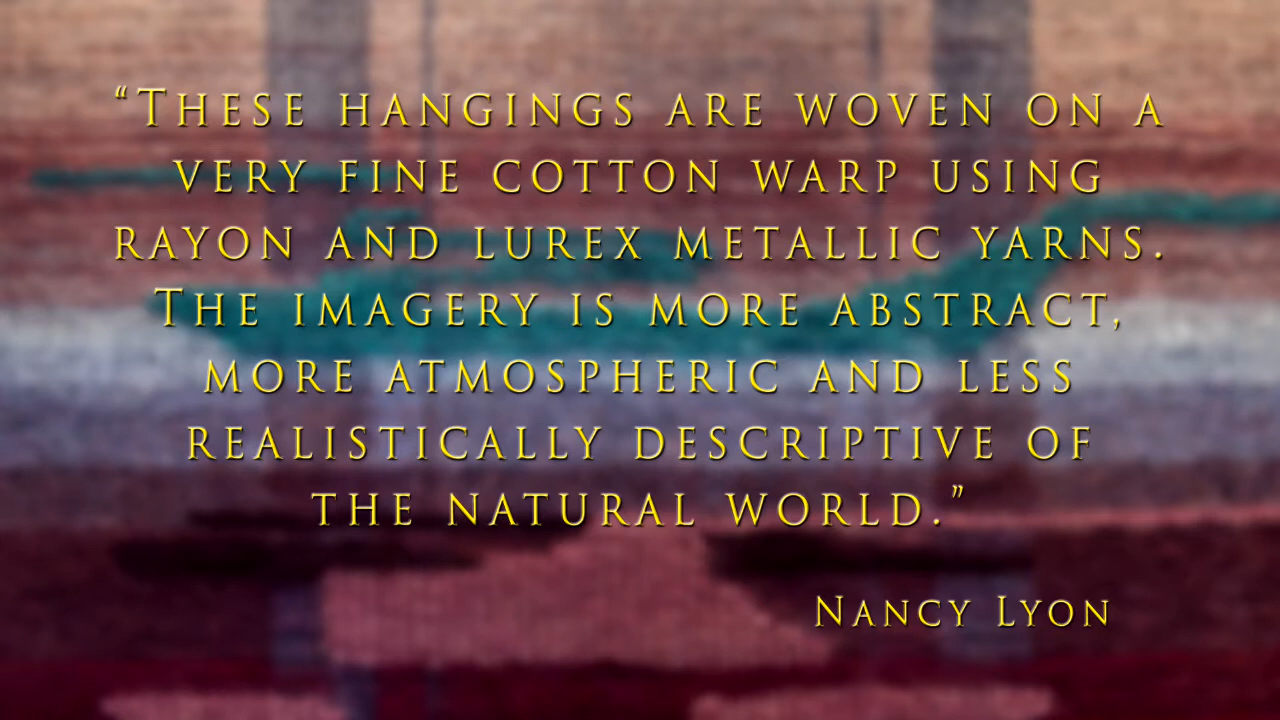 “These hangings are woven on a
very fine cotton warp using
rayon and lurex metallic yarns.
The imagery is more abstract,
more atmospheric and less
realistically descriptive of
the natural world.”
Nancy Lyon